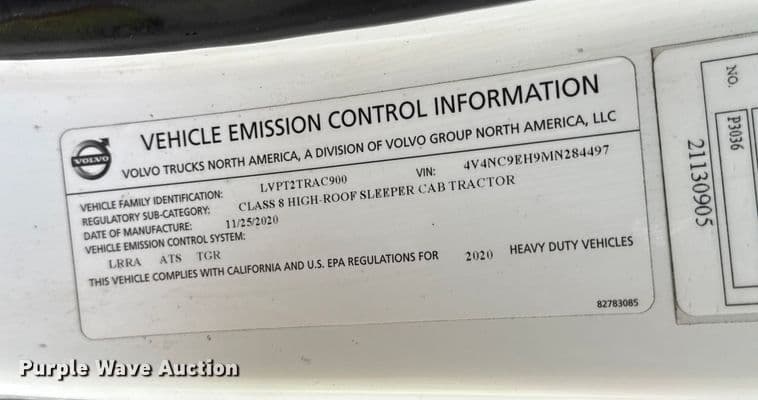 VOLVO
VEHICLE EMISSION CONTROL INFORMATION
VOLVO TRUCKS NORTH AMERICA, A DIVISION OF VOLVO GROUP NORTH AMERICA, LLC
VEHICLE FAMILY IDENTIFICATION: LVPT2TRAC900 VIN: 4V4NC9EH9MN284497
REGULATORY SUB-CATEGORY: CLASS 8 HIGH-ROOF SLEEPER CAB TRACTOR
DATE OF MANUFACTURE: 11/25/2020
VEHICLE EMISSION CONTROL SYSTEM:
LRRA ATS TGR
THIS VEHICLE COMPLIES WITH CALIFORNIA AND U.S. EPA REGULATIONS FOR 2020 HEAVY DUTY VEHICLES
82783085
NO. P3036
21130905
Purple Wave Auction